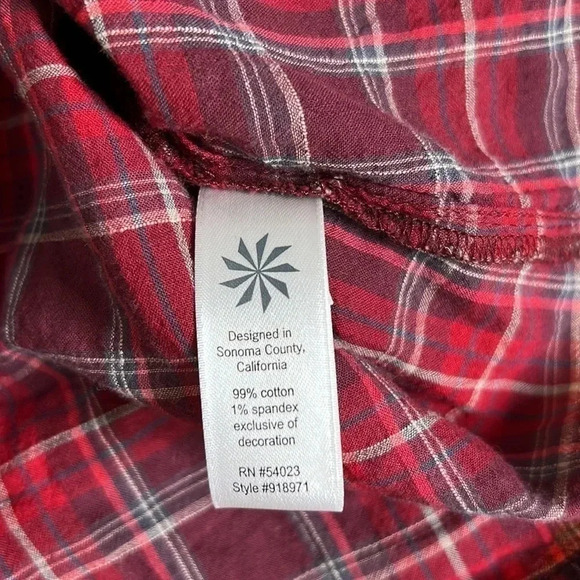 Designed in
Sonoma County,
California
99% cotton
1% spandex
exclusive of
decoration
RN #54023
Style #918971